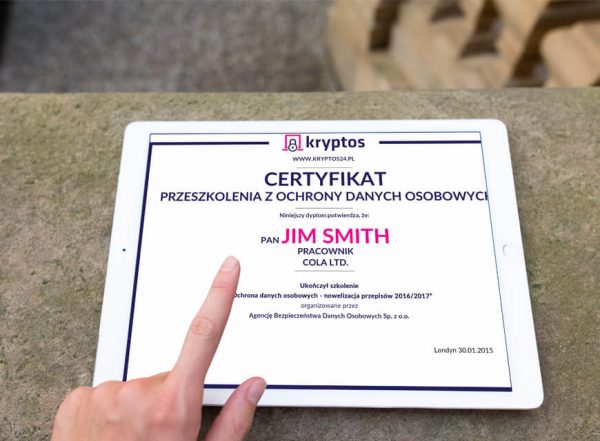 kryptos
WWW.KRYPTOS24.PL
CERTYFIKAT
PRZESZKOLENIA Z OCHRONY DANYCH OSOBOWYCH
Niniejszy dyplom potwierdza, że:
PAN JIM SMITH
PRACOWNIK
COLA LTD.
Ukończył szkolenie
Ochrona danych osobowych - nowelizacja przepisów 2016/2017"
organizowane przez
Agencję Bezpieczeństwa Danych Osobowych Sp. z o.o.
Londyn 30.01.2015